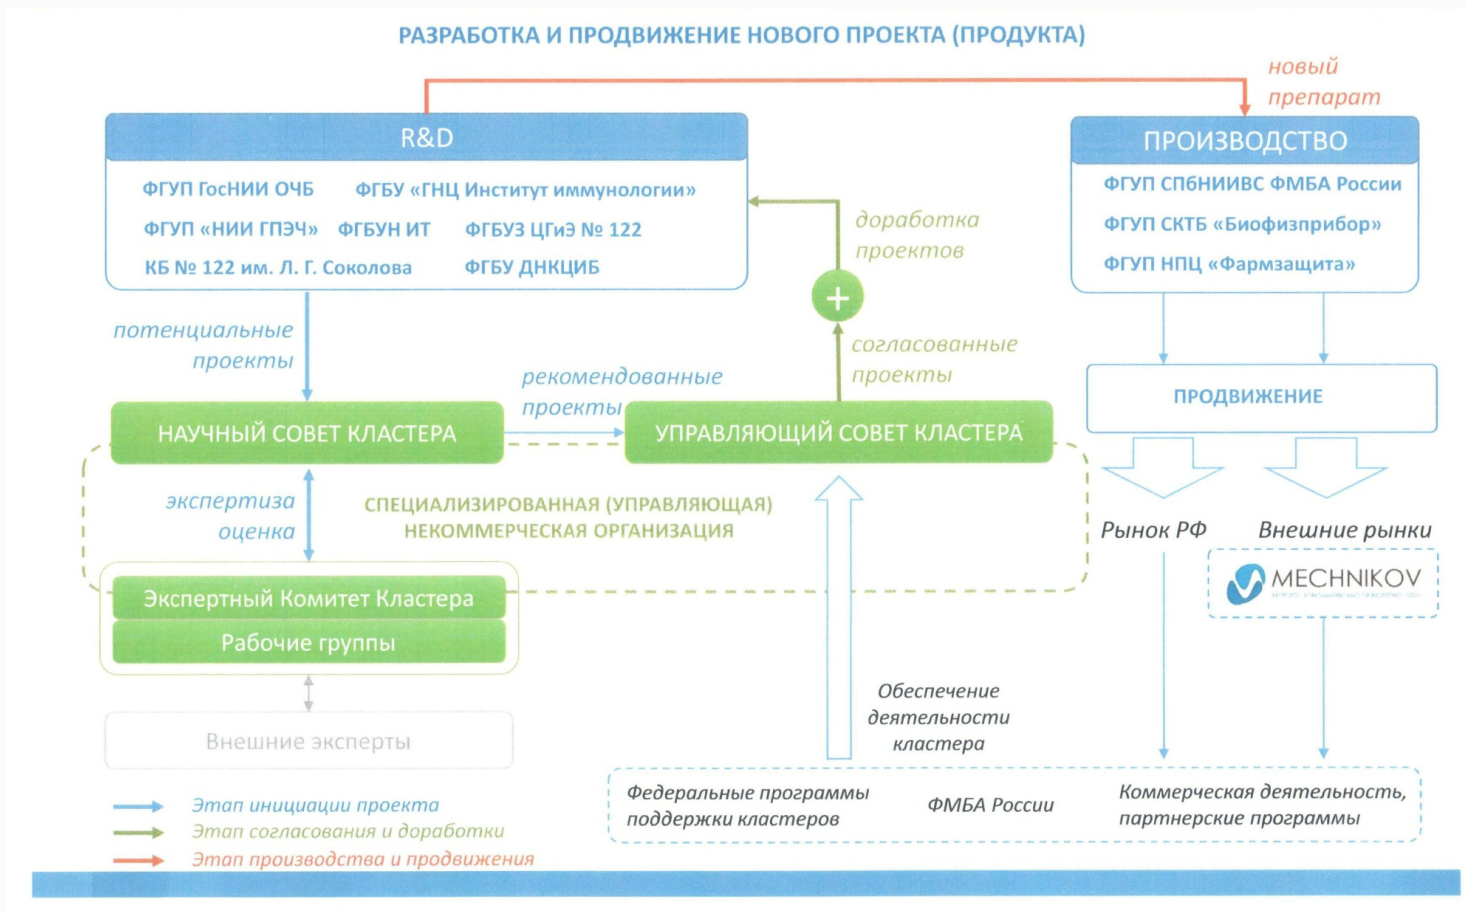 РАЗРАБОТКА И ПРОДВИЖЕНИЕ НОВОГО ПРОЕКТА (ПРОДУКТА)
новый
препарат
R&D
ФГУП ГосНИИ ОЧБ
ФГБУ «ГНЦ Институт иммунологии»
ФГУП «НИИ ГПЭЧ»
ФГБУН ИТ
ФГБУЗ ЦГиЭ № 122
КБ № 122 им. Л. Г. Соколова
ФГБУ ДНКЦИБ
ПРОИЗВОДСТВО
ФГУП СПбНИИВС ФМБА России
ФГУП СКТБ «Биофизприбор»
ФГУП НПЦ «Фармзащита»
доработка
проектов
+
согласованные
проекты
потенциальные
проекты
рекомендованные
проекты
НАУЧНЫЙ СОВЕТ КЛАСТЕРА
УПРАВЛЯЮЩИЙ СОВЕТ КЛАСТЕРА
ПРОДВИЖЕНИЕ
экспертиза
оценка
СПЕЦИАЛИЗИРОВАННАЯ (УПРАВЛЯЮЩАЯ)
НЕКОММЕРЧЕСКАЯ ОРГАНИЗАЦИЯ
Рынок РФ
Внешние рынки
MECHNIKOV
Экспертный Комитет Кластера
Рабочие группы
Внешние эксперты
Обеспечение
деятельности
кластера
Федеральные программы
поддержки кластеров
ФМБА России
Коммерческая деятельность,
партнерские программы
Этап инициации проекта
Этап согласования и доработки
Этап производства и продвижения